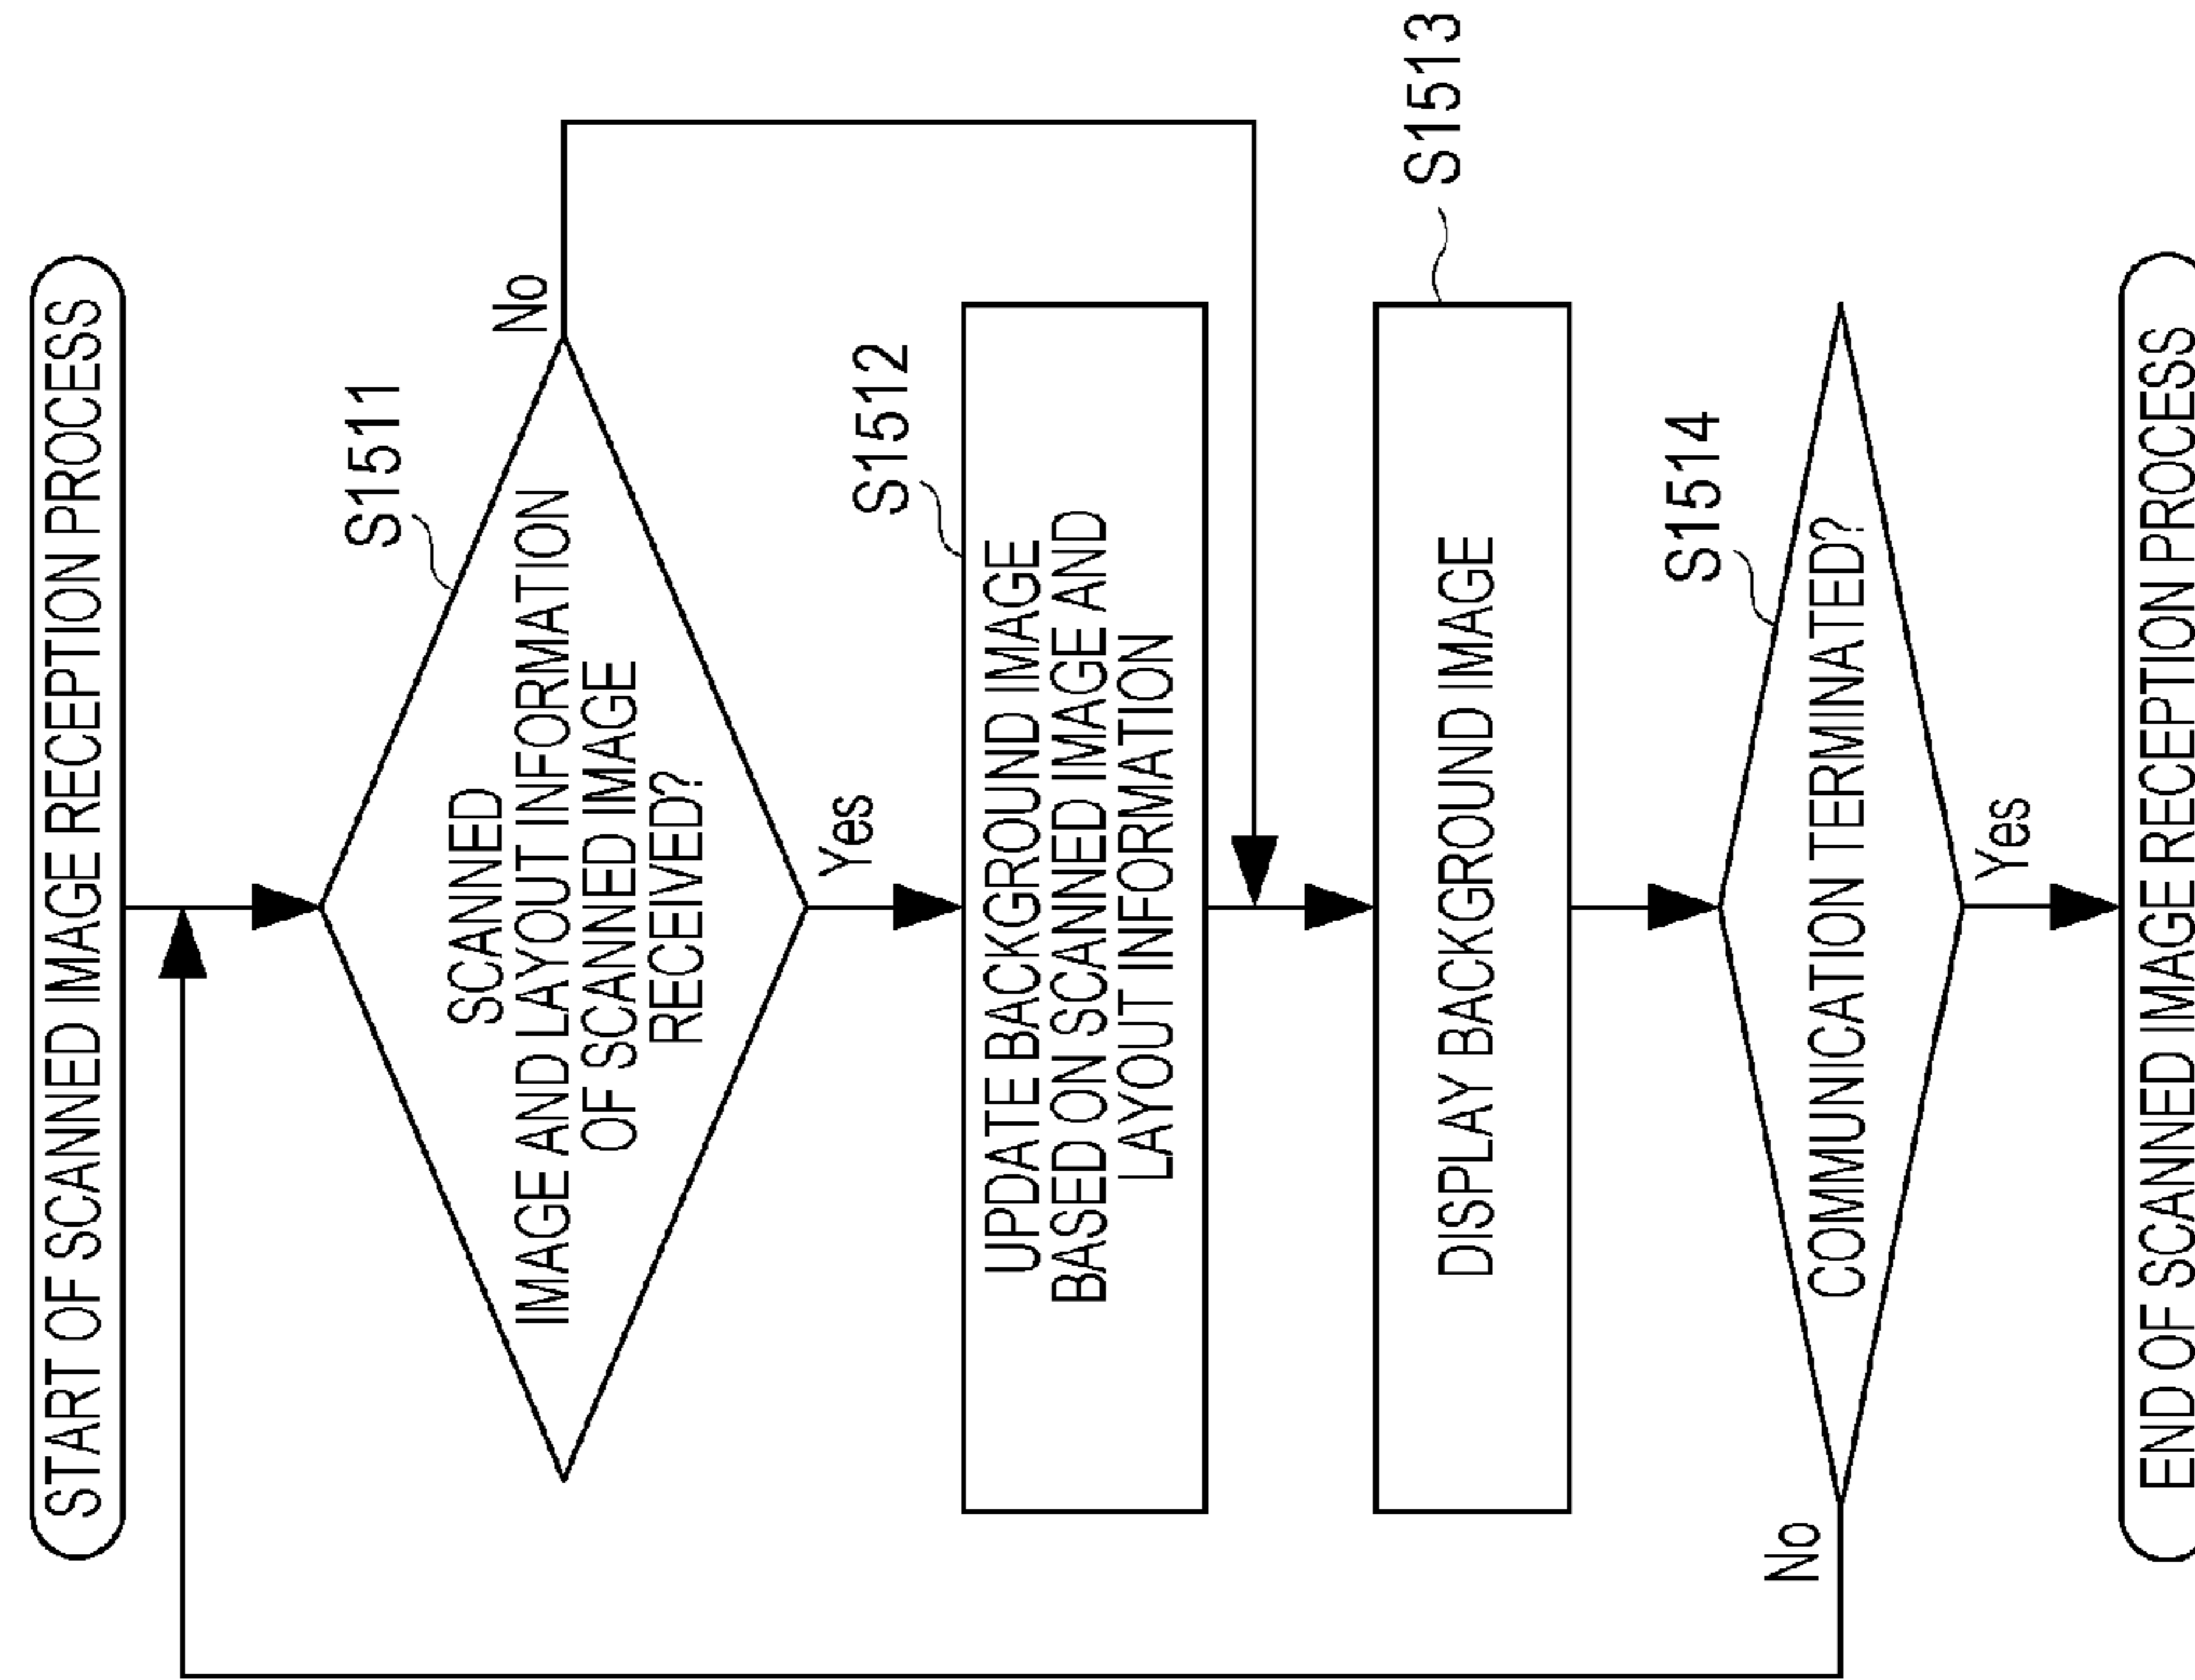 START OF SCANNED IMAGE RECEPTION PROCESS
S1511
SCANNED
IMAGE AND LAYOUT INFORMATION
OF SCANNED IMAGE
RECEIVED?
No
Yes
S1512
UPDATE BACKGROUND IMAGE
BASED ON SCANNED IMAGE AND
LAYOUT INFORMATION
S1513
DISPLAY BACKGROUND IMAGE
S1514
COMMUNICATION TERMINATED?
No
Yes
END OF SCANNED IMAGE RECEPTION PROCESS